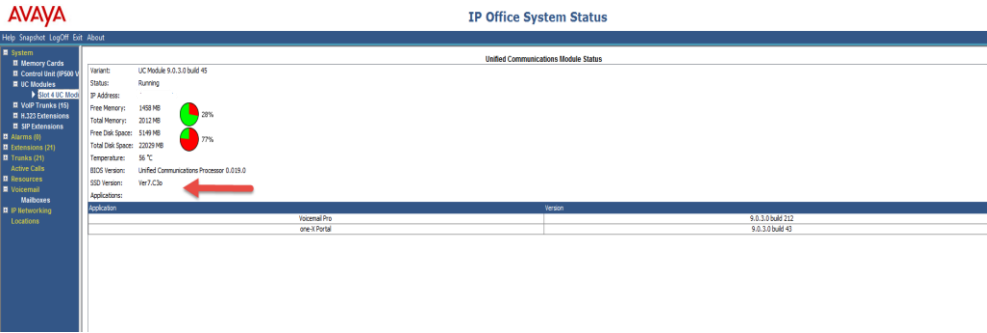 AVAYA
IP Office System Status
Help Snapshot LogOff Exit About
System
Memory Cards
Control Unit (IP500 V
UC Modules
Slot 4 UC Modu
VoIP Trunks (15)
H.323 Extensions
SIP Extensions
Alarms (0)
Extensions (21)
Trunks (21)
Active Calls
Resources
Voicemail
Mailboxes
IP Networking
Locations
Unified Communications Module Status
Variant: UC Module 9.0.3.0 build 45
Status: Running
IP Address:
Free Memory: 1458 MB
28%
Total Memory: 2012 MB
Free Disk Space: 5149 MB
77%
Total Disk Space: 22029 MB
Temperature: 56 °C
BIOS Version: Unified Communications Processor 0.019.0
SSD Version: Ver7.C3o
Applications:
Application Version
Voicemail Pro 9.0.3.0 build 212
one-X Portal 9.0.3.0 build 43